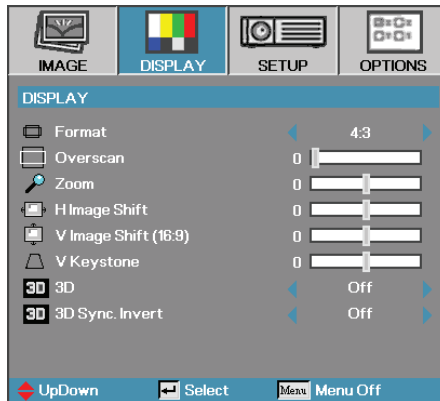 IMAGE DISPLAY SETUP OPTIONS
DISPLAY
Format 4:3
Overscan 0
Zoom 0
H Image Shift 0
V Image Shift (16:9) 0
V Keystone 0
3D 3D Off
3D 3D Sync. Invert Off
UpDown Select Menu Menu Off